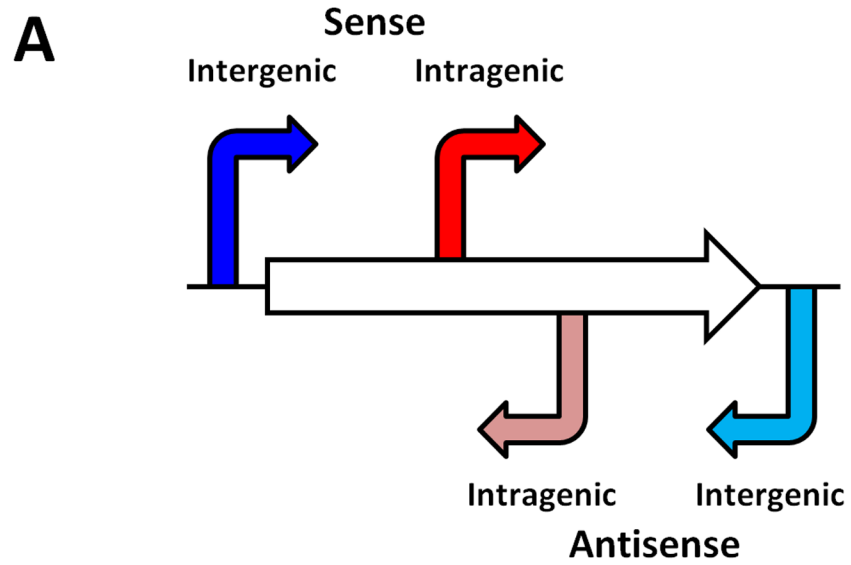 A
Sense
Intergenic Intragenic
Intragenic Intergenic
Antisense